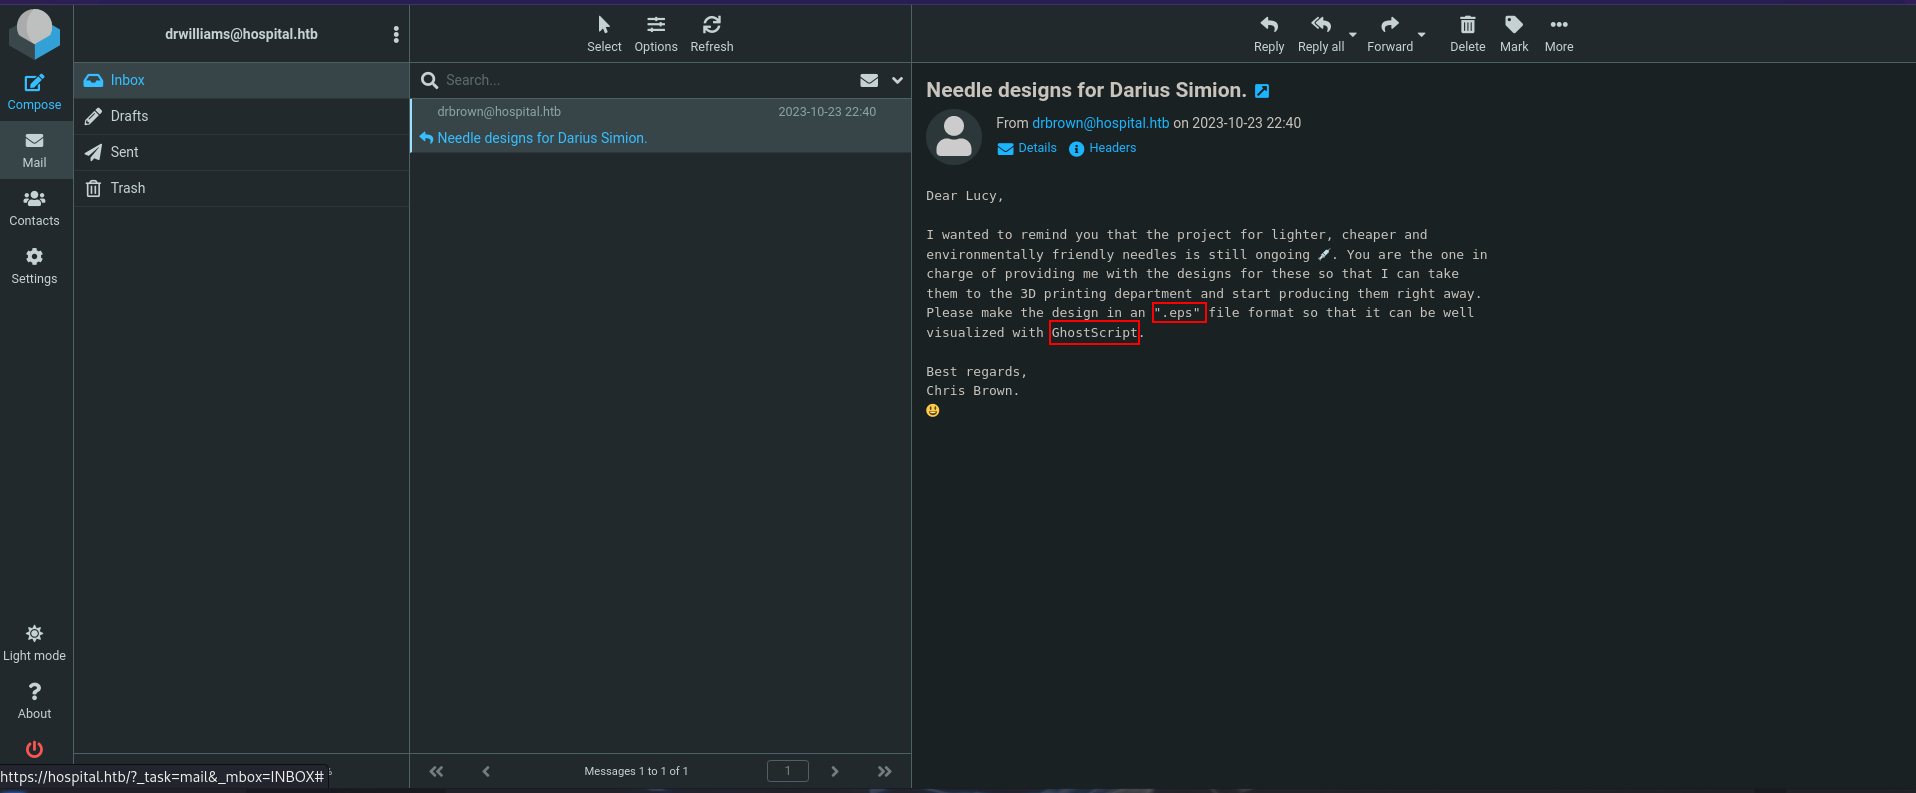 drwilliams@hospital.htb
Compose
Mail
Contacts
Settings
Light mode
About
Inbox
Drafts
Sent
Trash
Select
Options
Refresh
Search...
drbrown@hospital.htb 2023-10-23 22:40
Needle designs for Darius Simion.
Messages 1 to 1 of 1
1
Reply
Reply all
Forward
Delete
Mark
More
Needle designs for Darius Simion.
From drbrown@hospital.htb on 2023-10-23 22:40
Details Headers
Dear Lucy,
I wanted to remind you that the project for lighter, cheaper and
environmentally friendly needles is still ongoing 💉. You are the one in
charge of providing me with the designs for these so that I can take
them to the 3D printing department and start producing them right away.
Please make the design in an ".eps" file format so that it can be well
visualized with GhostScript.
Best regards,
Chris Brown.
😃
https://hospital.htb/?_task=mail&_mbox=INBOX#